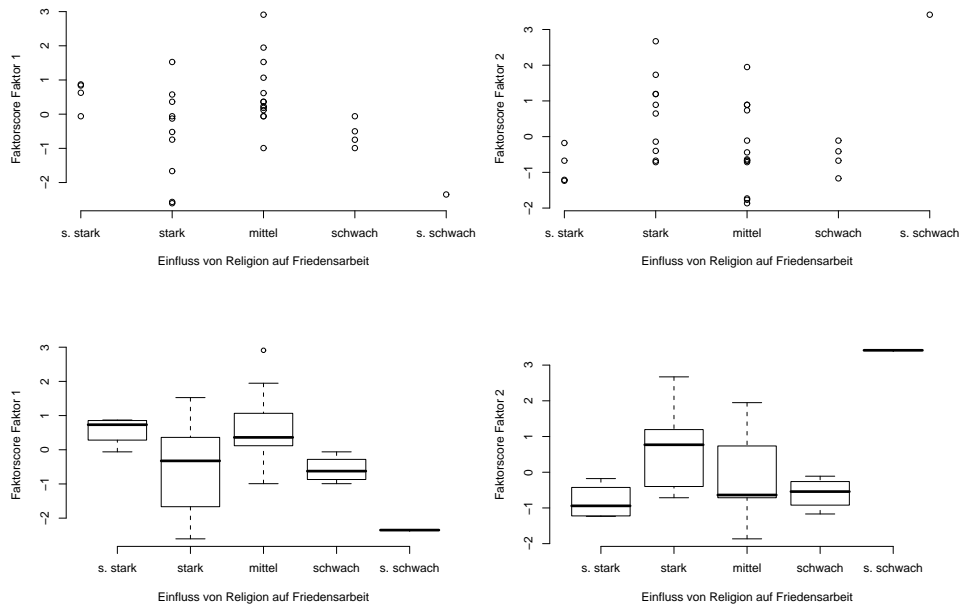 Faktorscore Faktor 1
3
2
1
0
−1
−2
s. stark stark mittel schwach s. schwach
Einfluss von Religion auf Friedensarbeit
Faktorscore Faktor 2
3
2
1
0
−1
−2
s. stark stark mittel schwach s. schwach
Einfluss von Religion auf Friedensarbeit
Faktorscore Faktor 1
3
2
1
0
−1
−2
s. stark stark mittel schwach s. schwach
Einfluss von Religion auf Friedensarbeit
Faktorscore Faktor 2
3
2
1
0
−1
−2
s. stark stark mittel schwach s. schwach
Einfluss von Religion auf Friedensarbeit